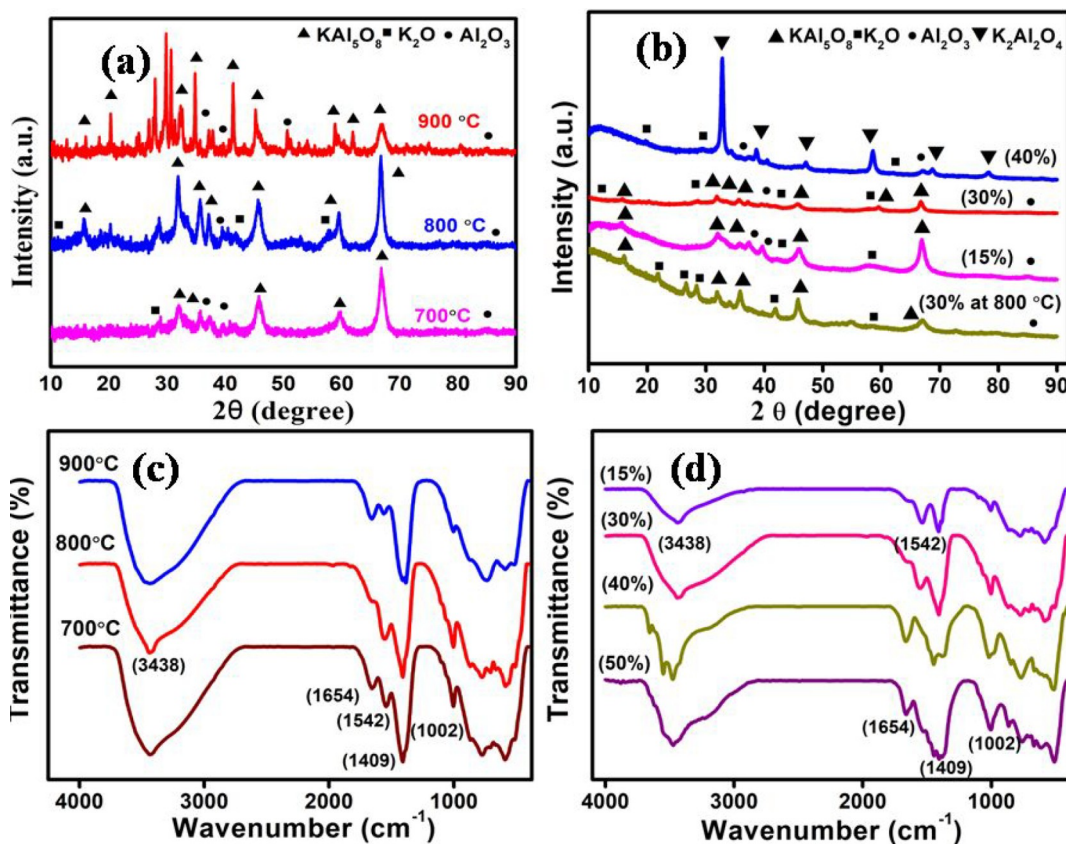 ▲ KAl₅O₈ ■ K₂O ● Al₂O₃
(a)
900 °C
800 °C
700°C
Intensity (a.u.)
10 20 30 40 50 60 70 80 90
2θ (degree)
▲ KAl₅O₈ ■ K₂O ● Al₂O₃ ▼ K₂Al₂O₄
(b)
(40%)
(30%)
(15%)
(30% at 800 °C)
Intensity (a.u.)
10 20 30 40 50 60 70 80 90
2 θ (degree)
(c)
900°C
800°C
700°C
(3438)
(1654)
(1542)
(1002)
(1409)
Transmittance (%)
4000 3000 2000 1000
Wavenumber (cm⁻¹)
(d)
(15%)
(30%)
(3438)
(1542)
(40%)
(50%)
(1654)
(1002)
(1409)
Transmittance (%)
4000 3000 2000 1000
Wavenumber (cm⁻¹)